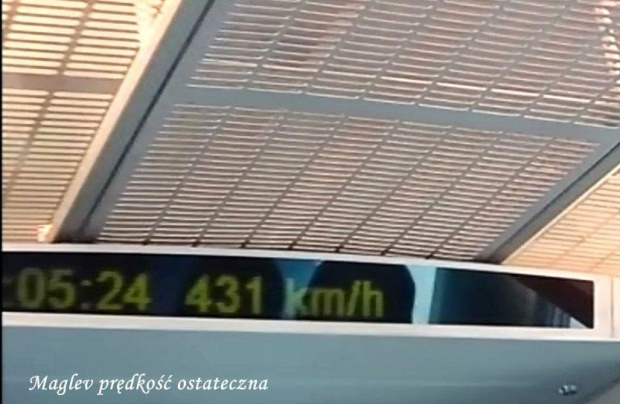 :05:24 431 km/h
Maglev prędkość ostateczna